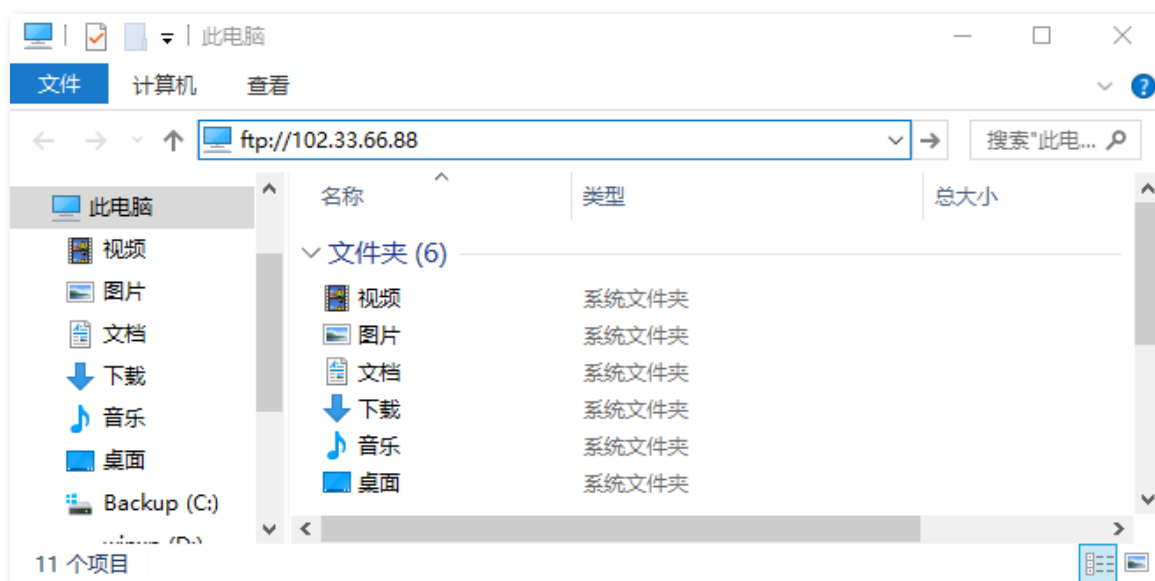 此电脑
文件 计算机 查看
ftp://102.33.66.88 搜索"此电...
此电脑
视频
图片
文档
下载
音乐
桌面
Backup (C:)
名称 类型 总大小
文件夹 (6)
视频 系统文件夹
图片 系统文件夹
文档 系统文件夹
下载 系统文件夹
音乐 系统文件夹
桌面 系统文件夹
11 个项目